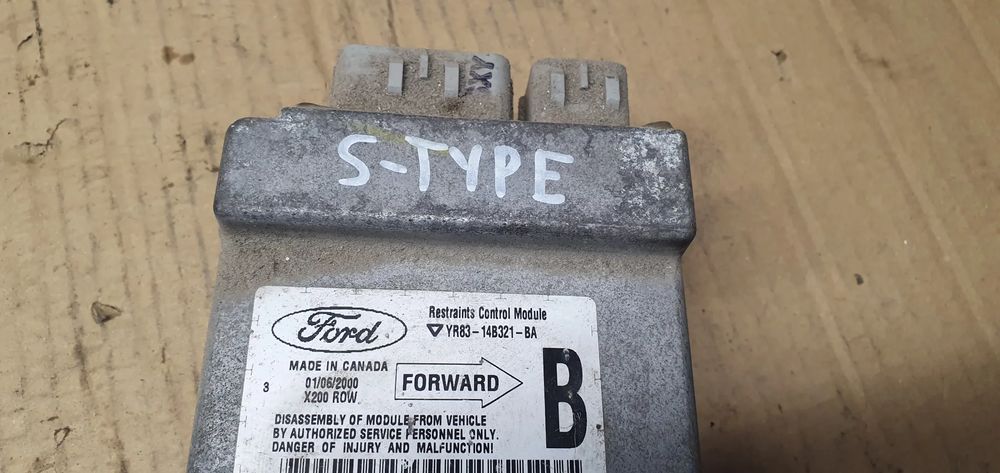 XY
S-TYPE
Ford
Restraints Control Module
YR83-14B321-BA
MADE IN CANADA
01/06/2000
X200 ROW
3
FORWARD
B
DISASSEMBLY OF MODULE FROM VEHICLE
BY AUTHORIZED SERVICE PERSONNEL ONLY.
DANGER OF INJURY AND MALFUNCTION!